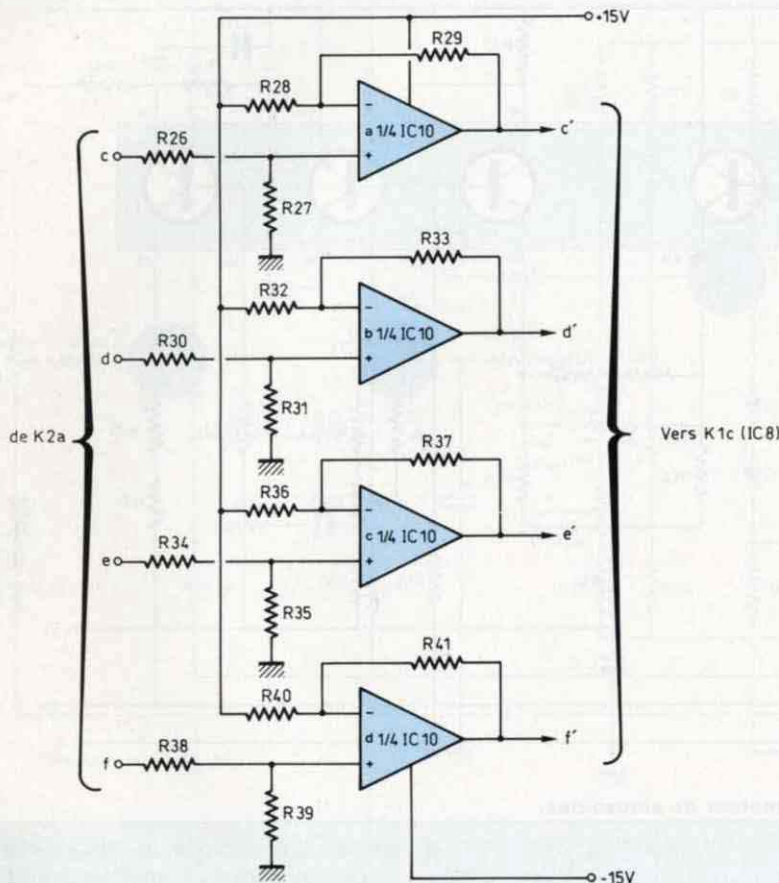 +15V
R29
R28
a 1/4 IC10
-
+
c'
c
R26
R27
R33
R32
b 1/4 IC10
-
+
d'
d
R30
R31
de K2a
Vers K1c (IC8)
R37
R36
c 1/4 IC10
-
+
e'
e
R34
R35
R41
R40
d 1/4 IC10
-
+
f'
f
R38
R39
-15V